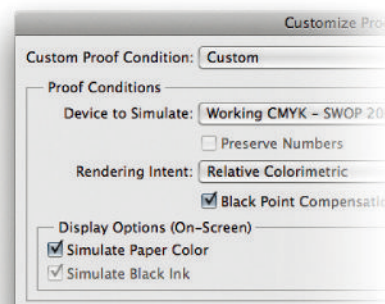 Customize Pro
Custom Proof Condition: Custom
Proof Conditions
Device to Simulate: Working CMYK – SWOP 20
Preserve Numbers
Rendering Intent: Relative Colorimetric
Black Point Compensatio
Display Options (On-Screen)
Simulate Paper Color
Simulate Black Ink